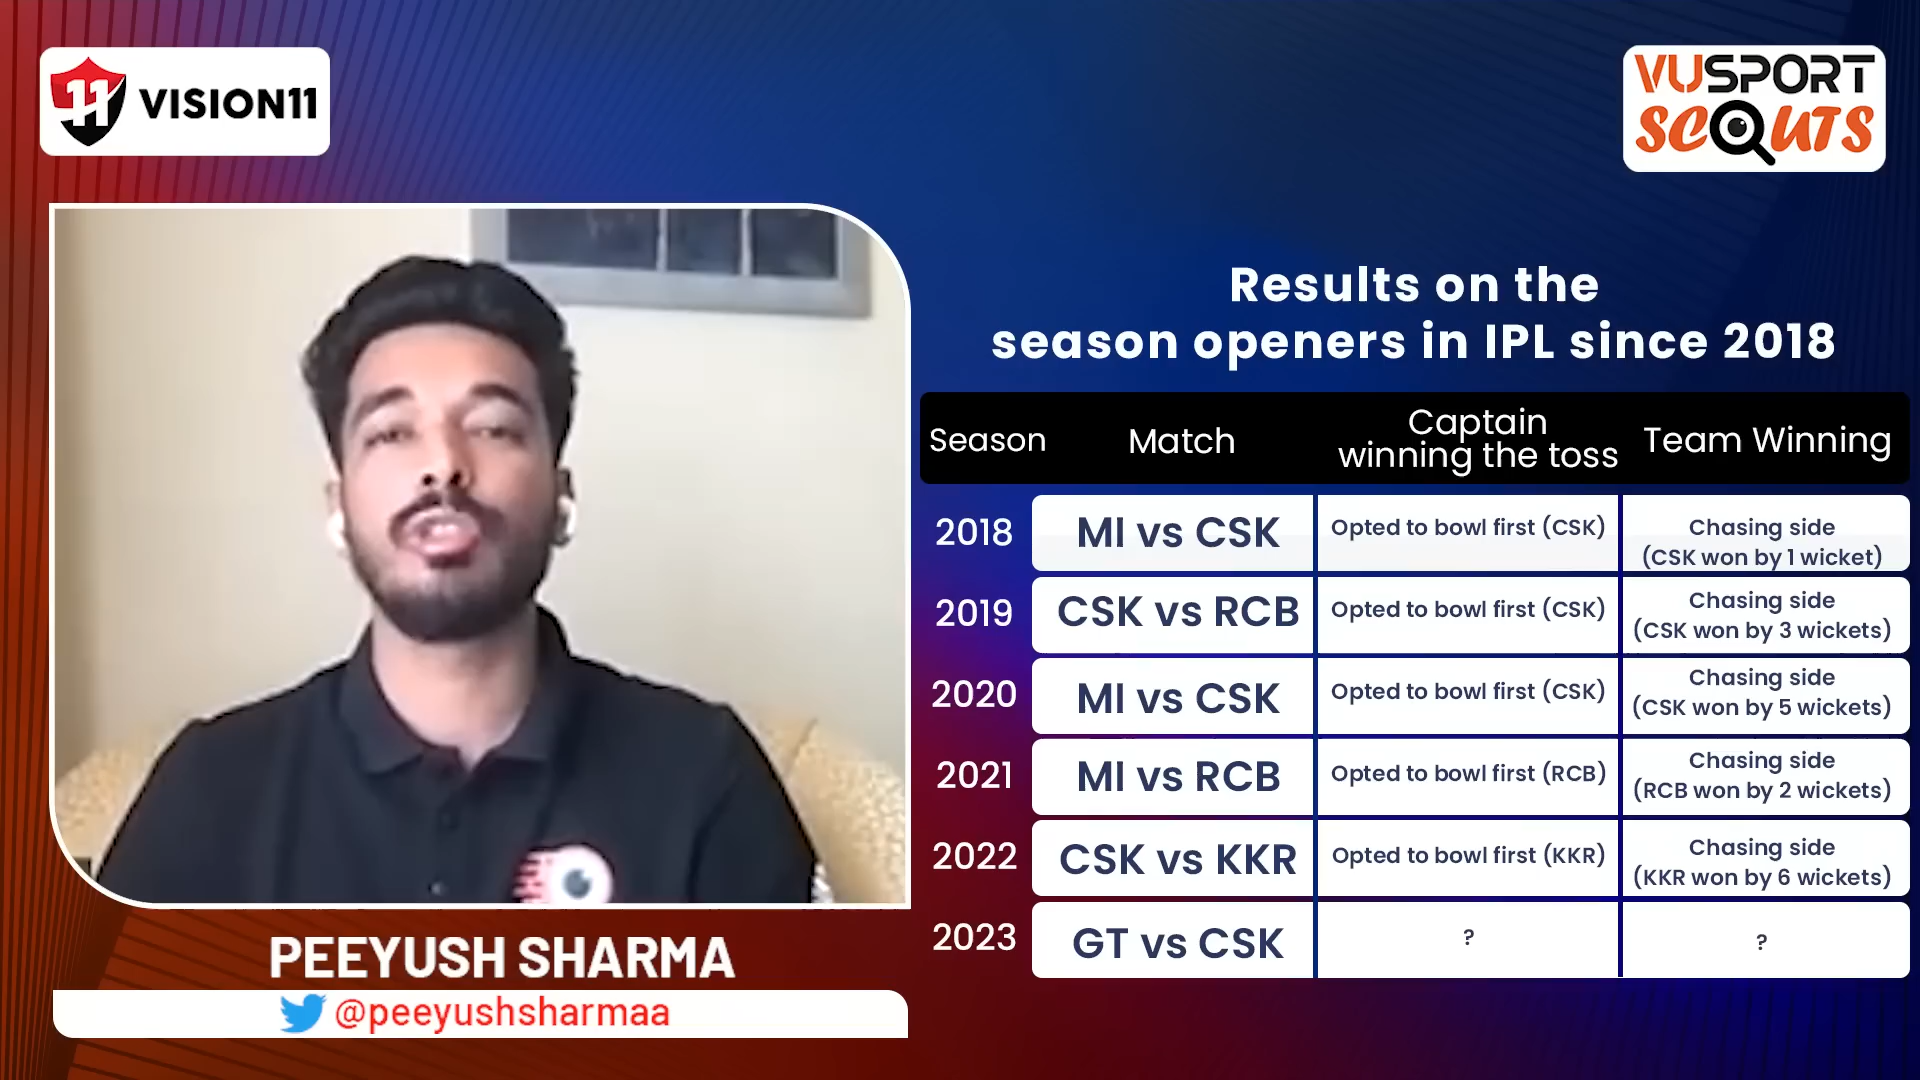 11 VISION11
VUSPORT
SCOUTS
Results on the
season openers in IPL since 2018
Season Match Captain winning the toss Team Winning
2018 MI vs CSK Opted to bowl first (CSK) Chasing side
(CSK won by 1 wicket)
2019 CSK vs RCB Opted to bowl first (CSK) Chasing side
(CSK won by 3 wickets)
2020 MI vs CSK Opted to bowl first (CSK) Chasing side
(CSK won by 5 wickets)
2021 MI vs RCB Opted to bowl first (RCB) Chasing side
(RCB won by 2 wickets)
2022 CSK vs KKR Opted to bowl first (KKR) Chasing side
(KKR won by 6 wickets)
2023 GT vs CSK ? ?
PEEYUSH SHARMA
@peeyushsharmaa